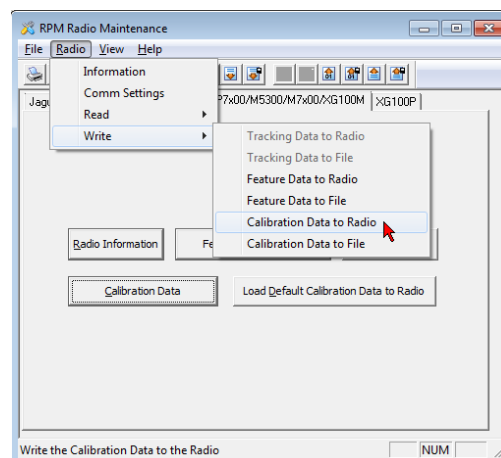 RPM Radio Maintenance
File Radio View Help
Information
Comm Settings
Read
Write
Jagu
P7x00/M5300/M7x00/XG100M
XG100P
Tracking Data to Radio
Tracking Data to File
Feature Data to Radio
Feature Data to File
Calibration Data to Radio
Calibration Data to File
Radio Information
Fe
Calibration Data
Load Default Calibration Data to Radio
Write the Calibration Data to the Radio
NUM